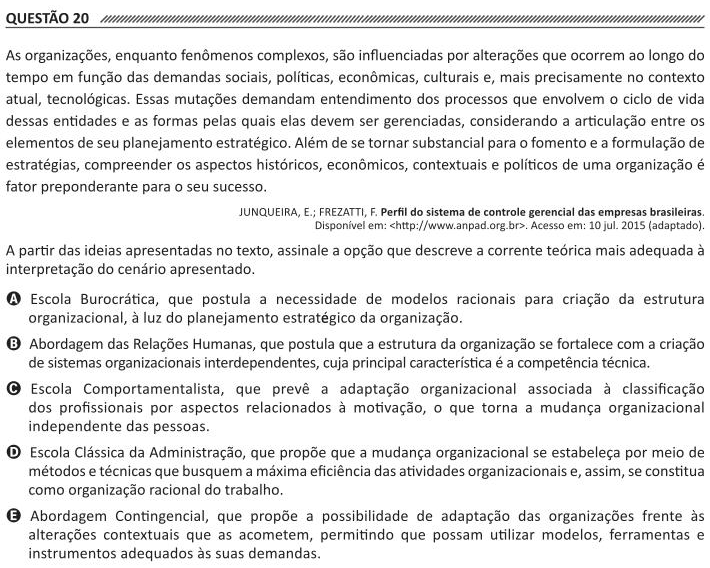 QUESTÃO 20
As organizações, enquanto fenômenos complexos, são influenciadas por alterações que ocorrem ao longo do
tempo em função das demandas sociais, políticas, econômicas, culturais e, mais precisamente no contexto
atual, tecnológicas. Essas mutações demandam entendimento dos processos que envolvem o ciclo de vida
dessas entidades e as formas pelas quais elas devem ser gerenciadas, considerando a articulação entre os
elementos de seu planejamento estratégico. Além de se tornar substancial para o fomento e a formulação de
estratégias, compreender os aspectos históricos, econômicos, contextuais e políticos de uma organização é
fator preponderante para o seu sucesso.
JUNQUEIRA, E.; FREZATTI, F. Perfil do sistema de controle gerencial das empresas brasileiras.
Disponível em: <http://www.anpad.org.br>. Acesso em: 10 jul. 2015 (adaptado).
A partir das ideias apresentadas no texto, assinale a opção que descreve a corrente teórica mais adequada à
interpretação do cenário apresentado.
A Escola Burocrática, que postula a necessidade de modelos racionais para criação da estrutura
organizacional, à luz do planejamento estratégico da organização.
B Abordagem das Relações Humanas, que postula que a estrutura da organização se fortalece com a criação
de sistemas organizacionais interdependentes, cuja principal característica é a competência técnica.
C Escola Comportamentalista, que prevê a adaptação organizacional associada à classificação
dos profissionais por aspectos relacionados à motivação, o que torna a mudança organizacional
independente das pessoas.
D Escola Clássica da Administração, que propõe que a mudança organizacional se estabeleça por meio de
métodos e técnicas que busquem a máxima eficiência das atividades organizacionais e, assim, se constitua
como organização racional do trabalho.
E Abordagem Contingencial, que propõe a possibilidade de adaptação das organizações frente às
alterações contextuais que as acometem, permitindo que possam utilizar modelos, ferramentas e
instrumentos adequados às suas demandas.